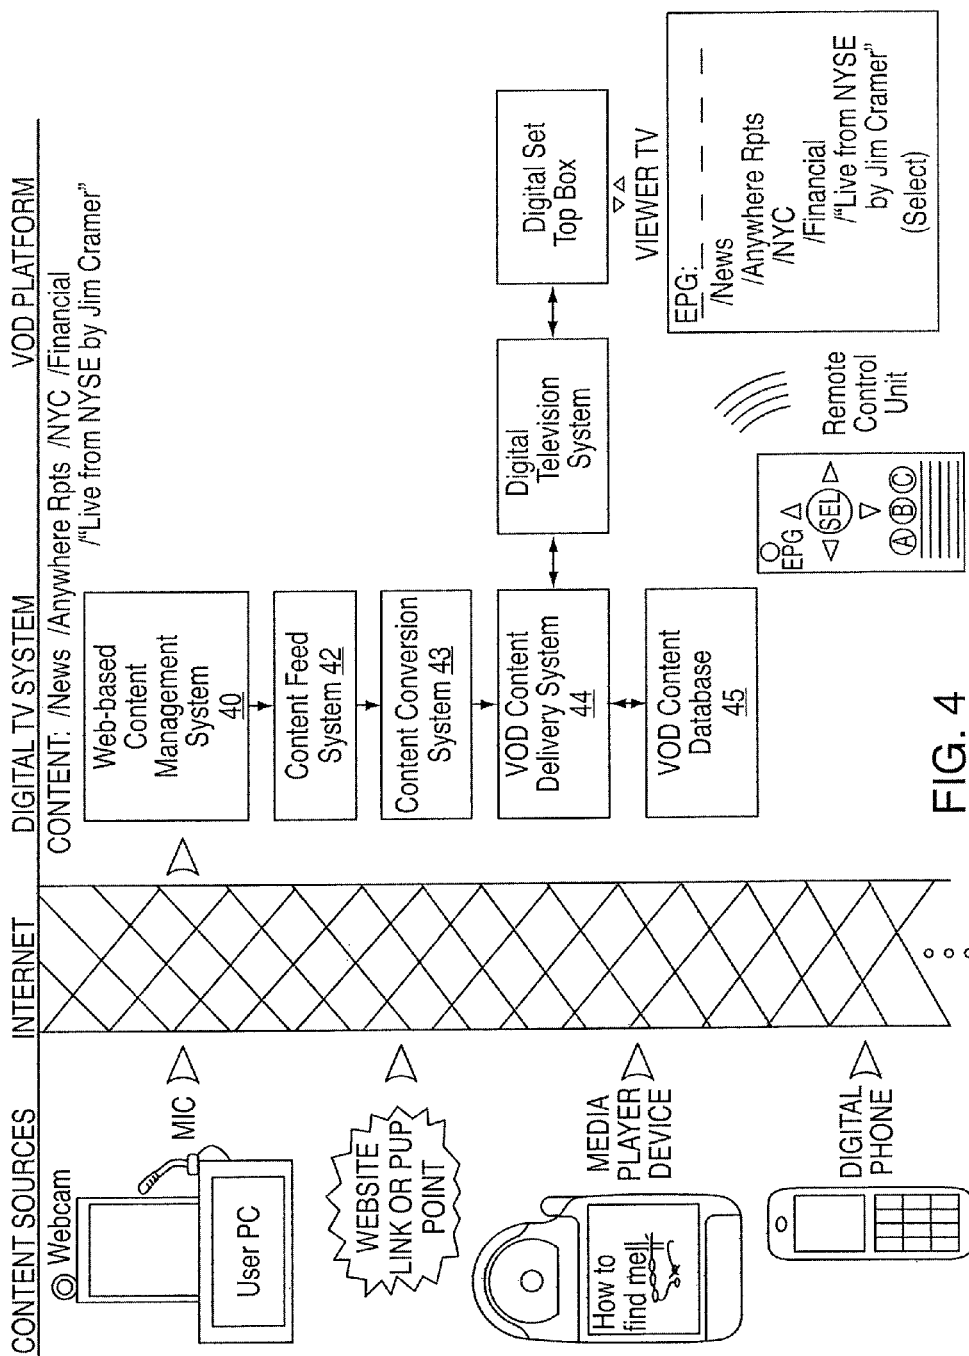 CONTENT SOURCES
INTERNET
DIGITAL TV SYSTEM
VOD PLATFORM
Webcam
MIC
User PC
WEBSITE
LINK OR PUP
POINT
MEDIA
PLAYER
DEVICE
How to
find me
DIGITAL
PHONE
CONTENT: /News /Anywhere Rpts /NYC /Financial
/"Live from NYSE by Jim Cramer"
Web-based
Content
Management
System
40
Content Feed
System 42
Content Conversion
System 43
VOD Content
Delivery System
44
VOD Content
Database
45
Digital
Television
System
Digital Set
Top Box
VIEWER TV
EPG:
/News
/Anywhere Rpts
/NYC
/Financial
/"Live from NYSE
by Jim Cramer"
(Select)
EPG
SEL
A B C
Remote
Control
Unit
FIG. 4